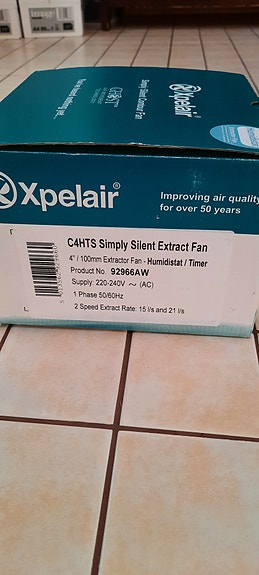 Xpelair®
Simply Silent Extract Fan
C4HTS
Xpelair®
Improving air quality
for over 50 years
C4HTS Simply Silent Extract Fan
4" / 100mm Extractor Fan - Humidistat / Timer
Product No. 92966AW
Supply: 220-240V ~ (AC)
1 Phase 50/60Hz
2 Speed Extract Rate: 15 l/s and 21 l/s